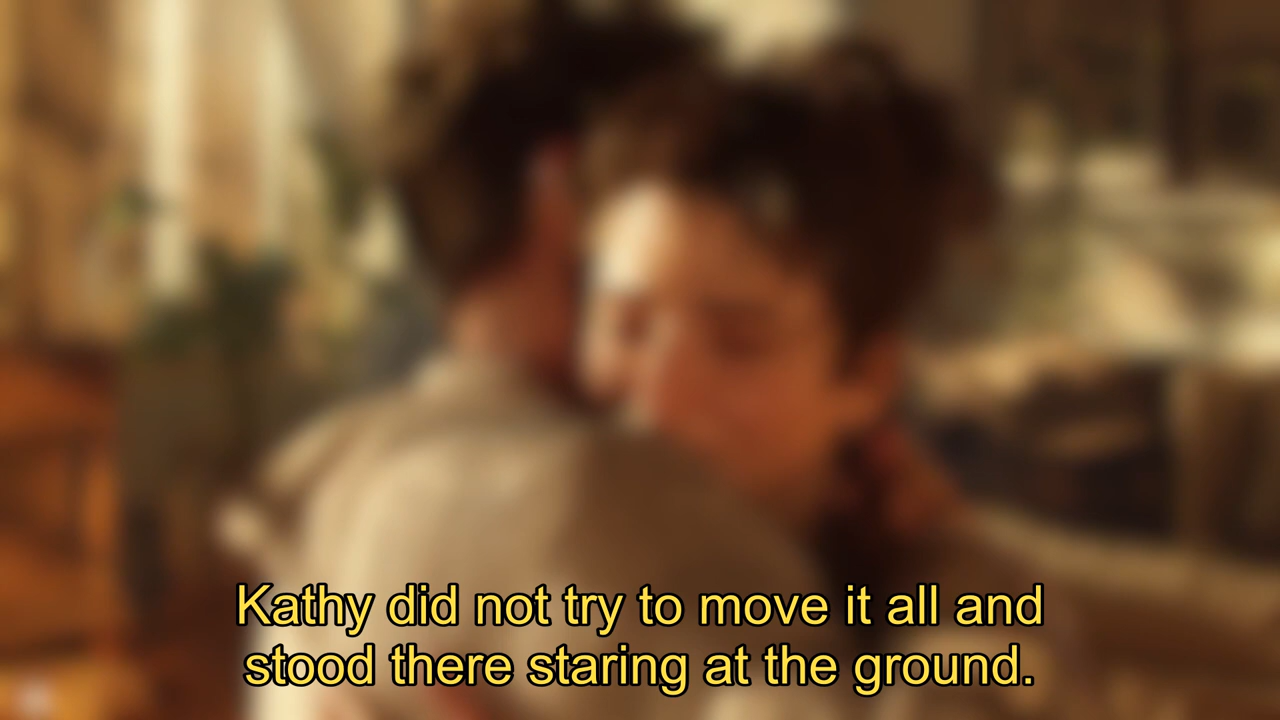 Kathy did not try to move it all and
stood there staring at the ground.